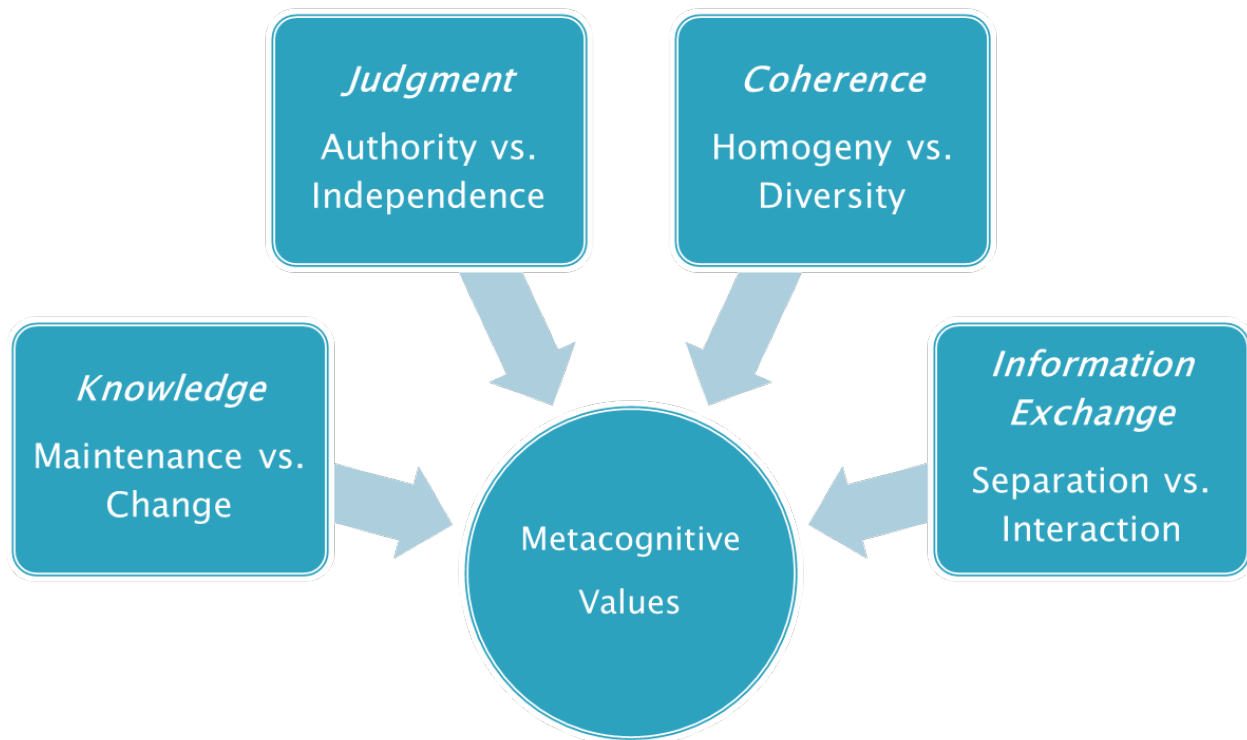 Judgment
Authority vs.
Independence
Coherence
Homogeny vs.
Diversity
Knowledge
Maintenance vs.
Change
Information
Exchange
Separation vs.
Interaction
Metacognitive
Values